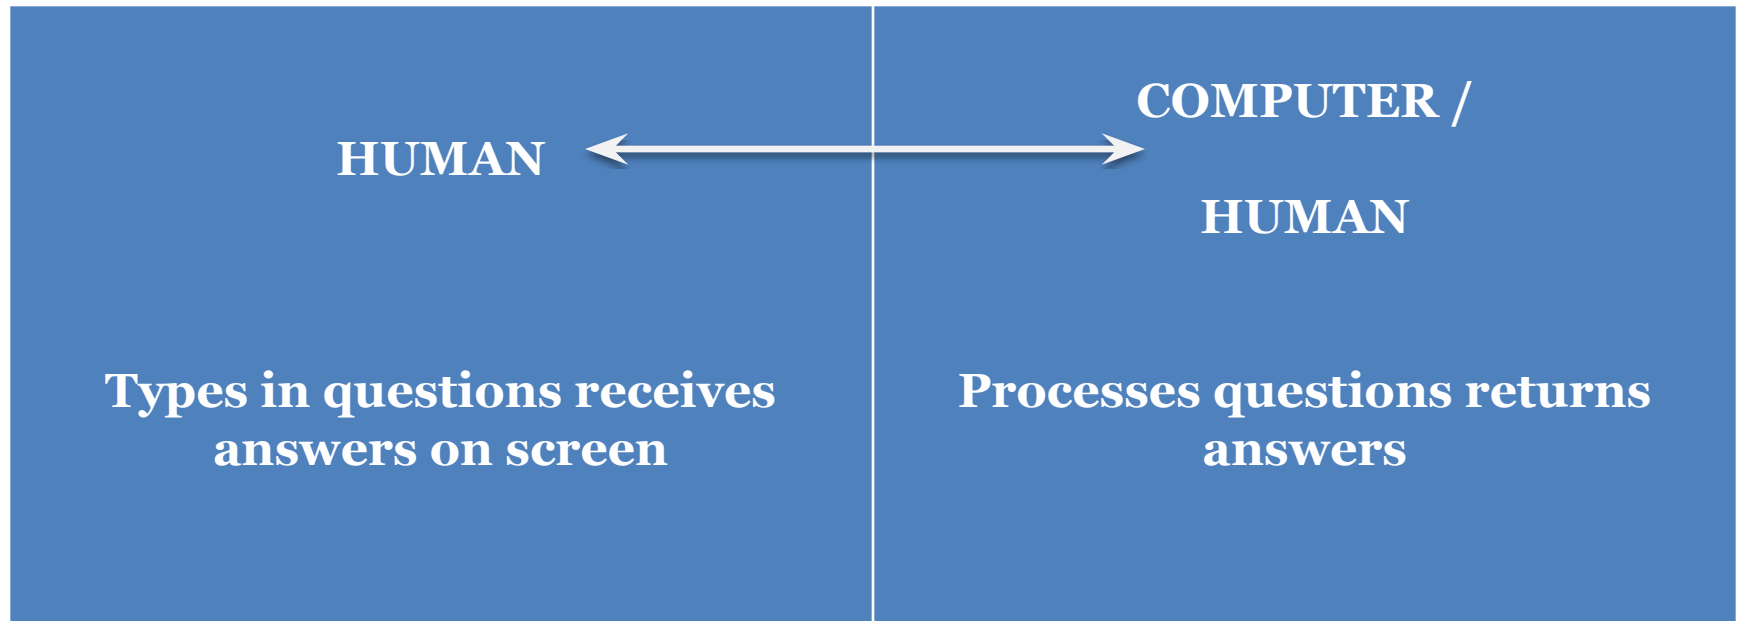 HUMAN
Types in questions receives
answers on screen
COMPUTER /
HUMAN
Processes questions returns
answers